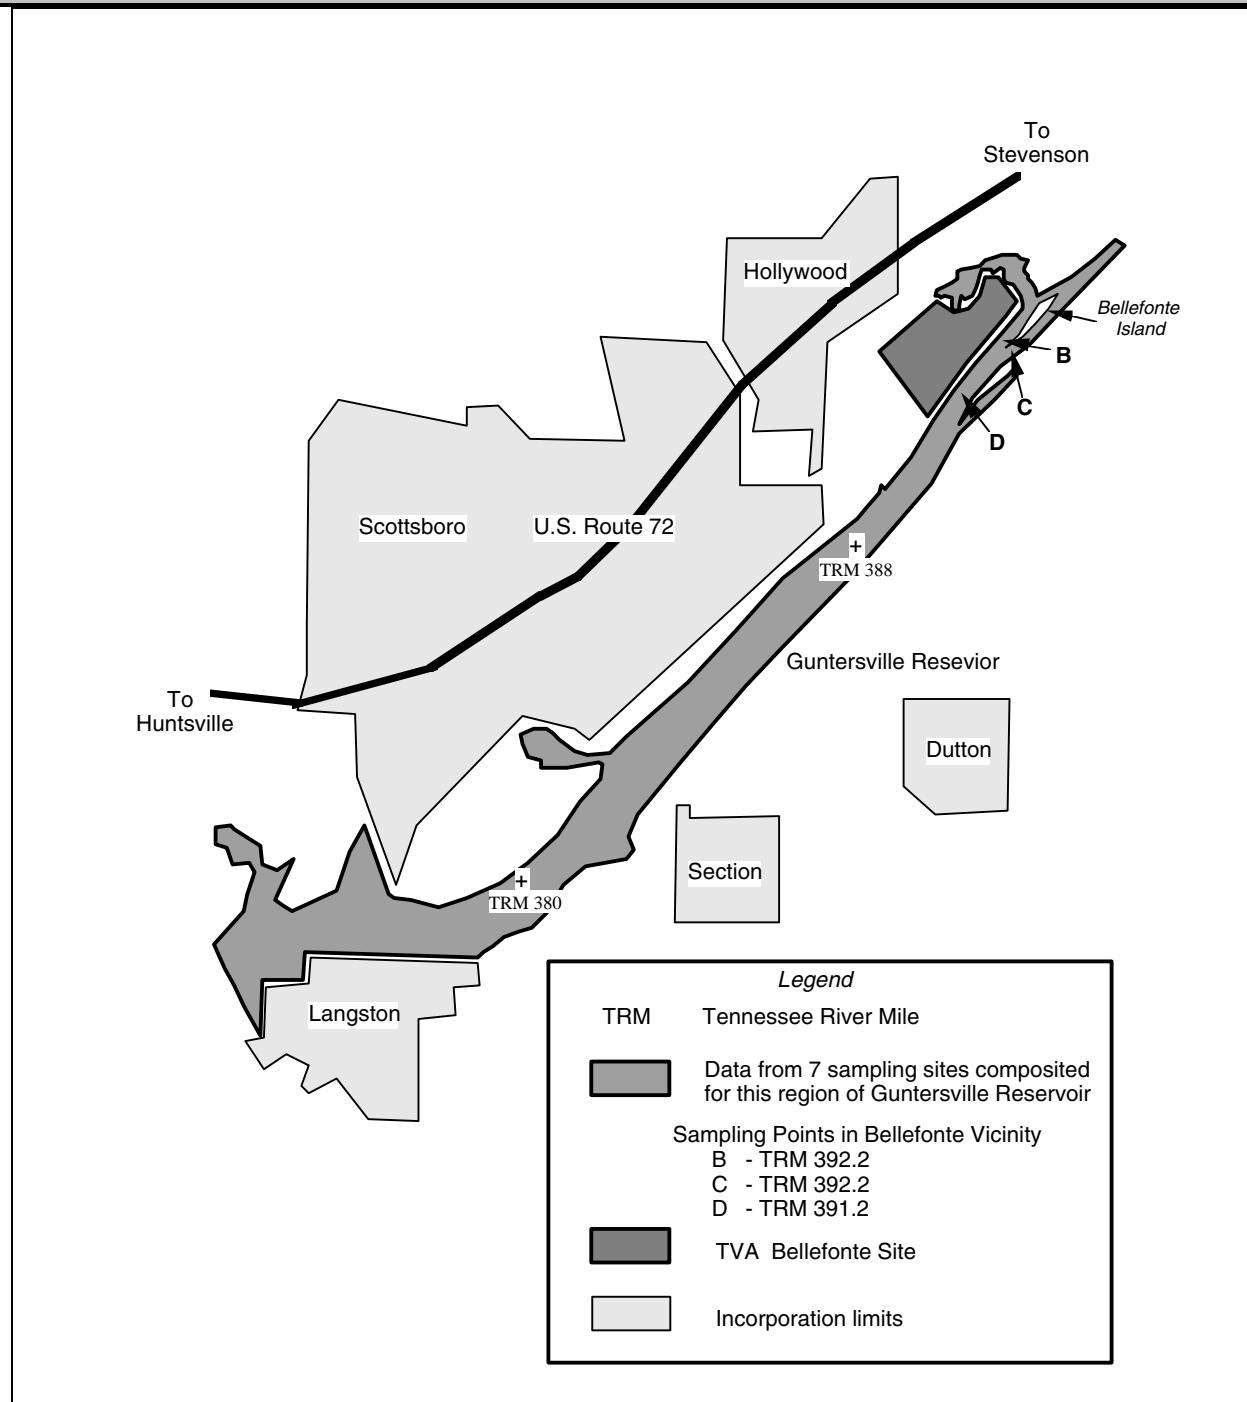 To
Stevenson
Hollywood
Bellefonte
Island
B
C
D
Scottsboro
U.S. Route 72
+
TRM 388
Guntersville Resevior
To
Huntsville
Dutton
Section
+
TRM 380
Langston
Legend
TRM Tennessee River Mile
Data from 7 sampling sites composited
for this region of Guntersville Reservoir
Sampling Points in Bellefonte Vicinity
B - TRM 392.2
C - TRM 392.2
D - TRM 391.2
TVA Bellefonte Site
Incorporation limits